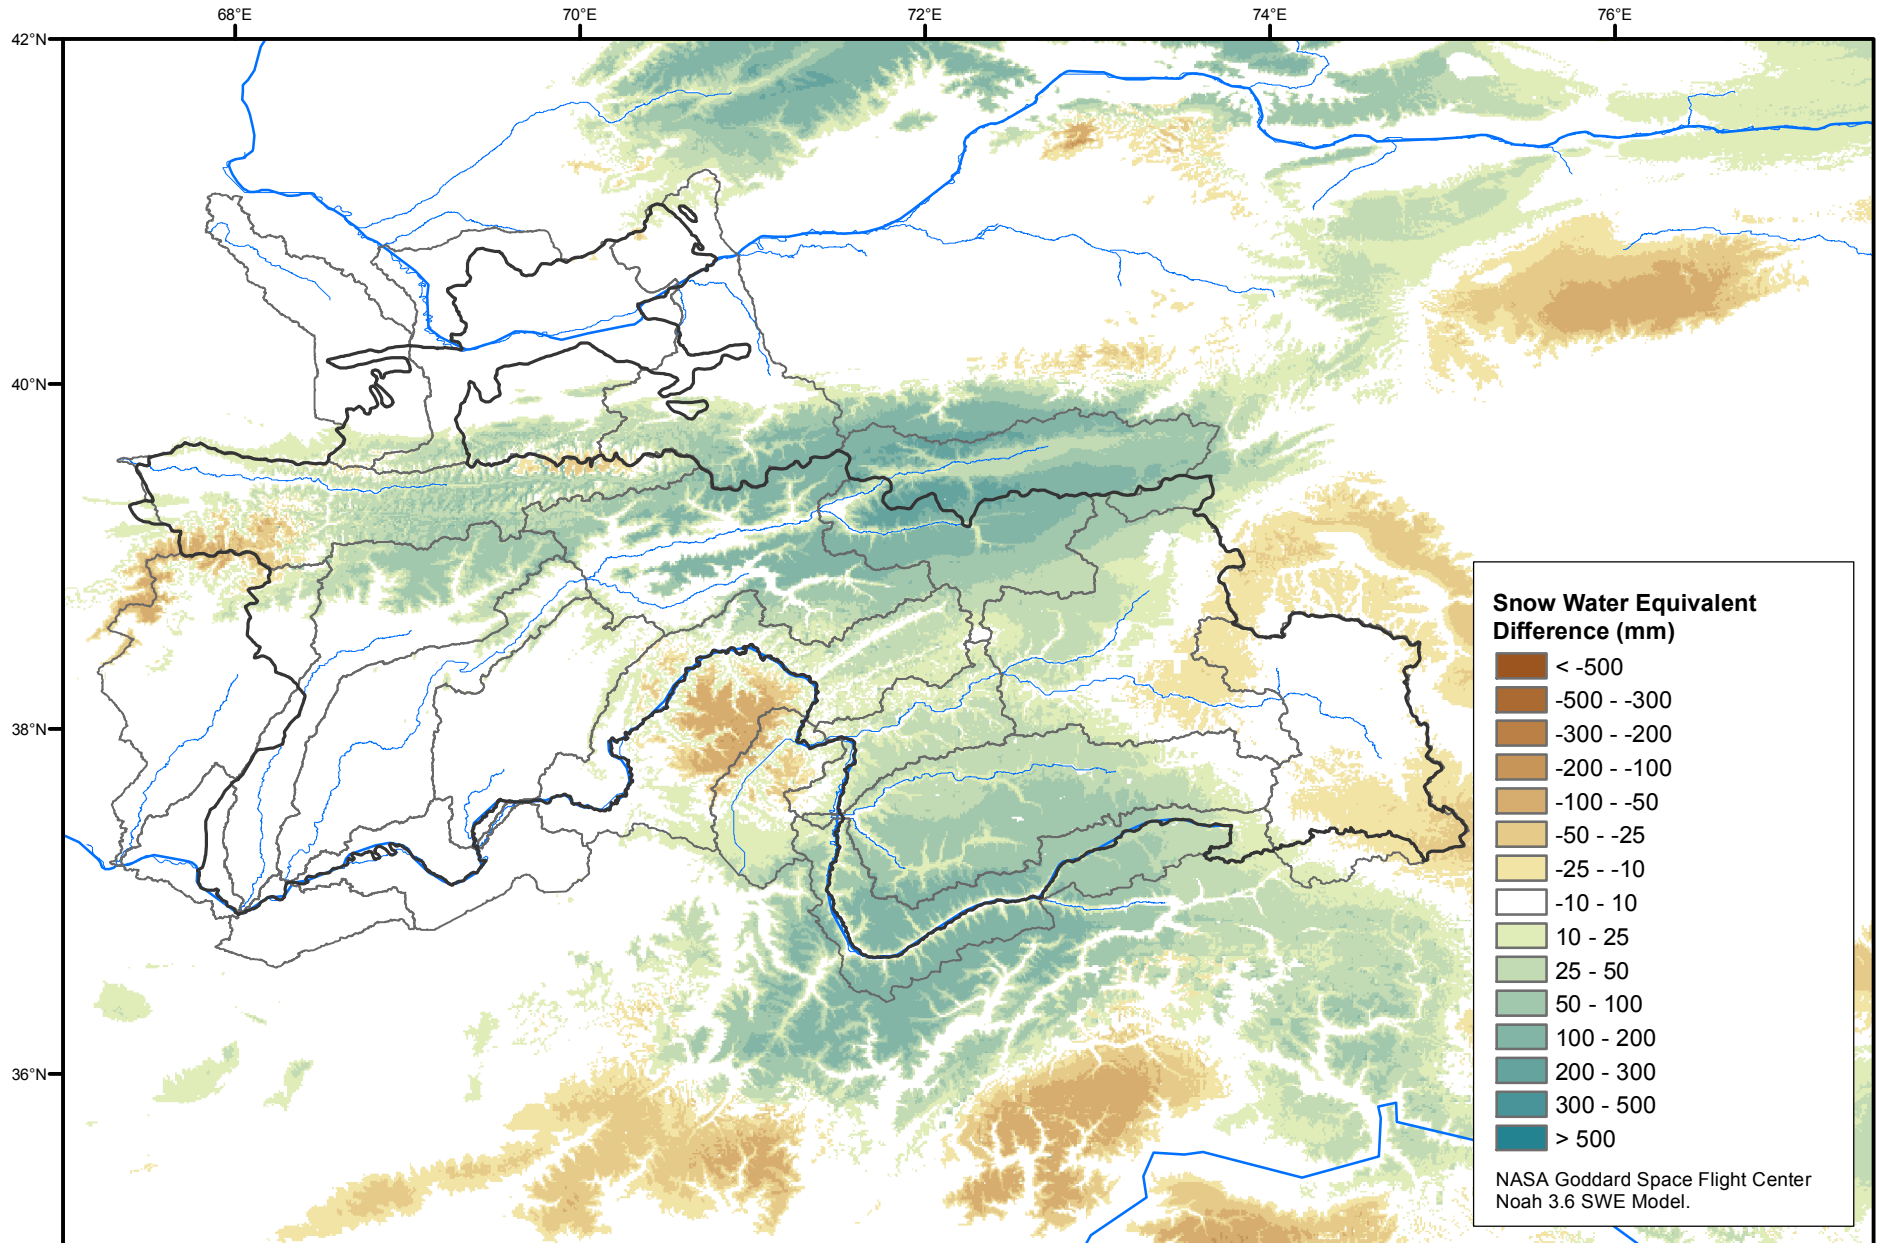 68°E 70°E 72°E 74°E 76°E
42°N
40°N
38°N
36°N
Snow Water Equivalent
Difference (mm)
< -500
-500 - -300
-300 - -200
-200 - -100
-100 - -50
-50 - -25
-25 - -10
-10 - 10
10 - 25
25 - 50
50 - 100
100 - 200
200 - 300
300 - 500
> 500
NASA Goddard Space Flight Center
Noah 3.6 SWE Model.